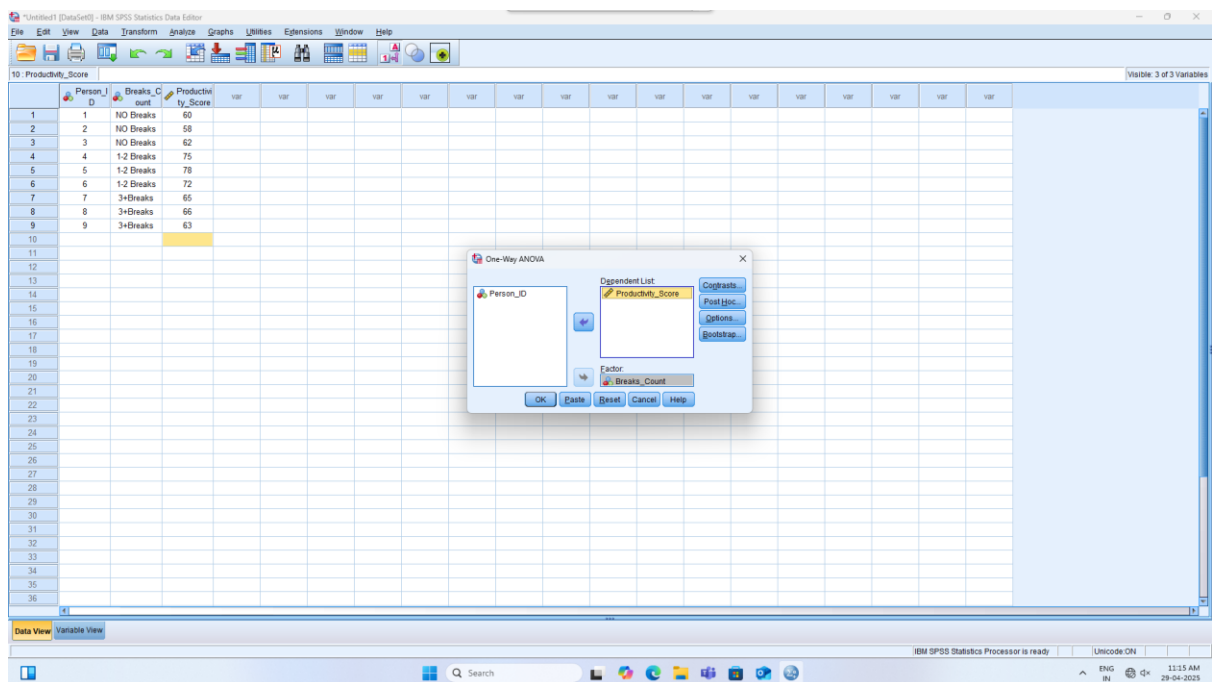 *Untitled1 [DataSet0] - IBM SPSS Statistics Data Editor
File Edit View Data Transform Analyze Graphs Utilities Extensions Window Help
10 : Productivity_Score Visible: 3 of 3 Variables
Person_I
D Breaks_C
ount Productivi
ty_Score var var var var var var var var var var var var var var var var var
1 1 NO Breaks 60
2 2 NO Breaks 58
3 3 NO Breaks 62
4 4 1-2 Breaks 75
5 5 1-2 Breaks 78
6 6 1-2 Breaks 72
7 7 3+Breaks 65
8 8 3+Breaks 66
9 9 3+Breaks 63
10
11
12
13
14
15
16
17
18
19
20
21
22
23
24
25
26
27
28
29
30
31
32
33
34
35
36
One-Way ANOVA
Person_ID
Dependent List:
Productivity_Score
Factor:
Breaks_Count
Contrasts...
Post Hoc...
Options...
Bootstrap...
OK Paste Reset Cancel Help
Data View Variable View
IBM SPSS Statistics Processor is ready Unicode:ON
Search
ENG
IN
11:15 AM
29-04-2025